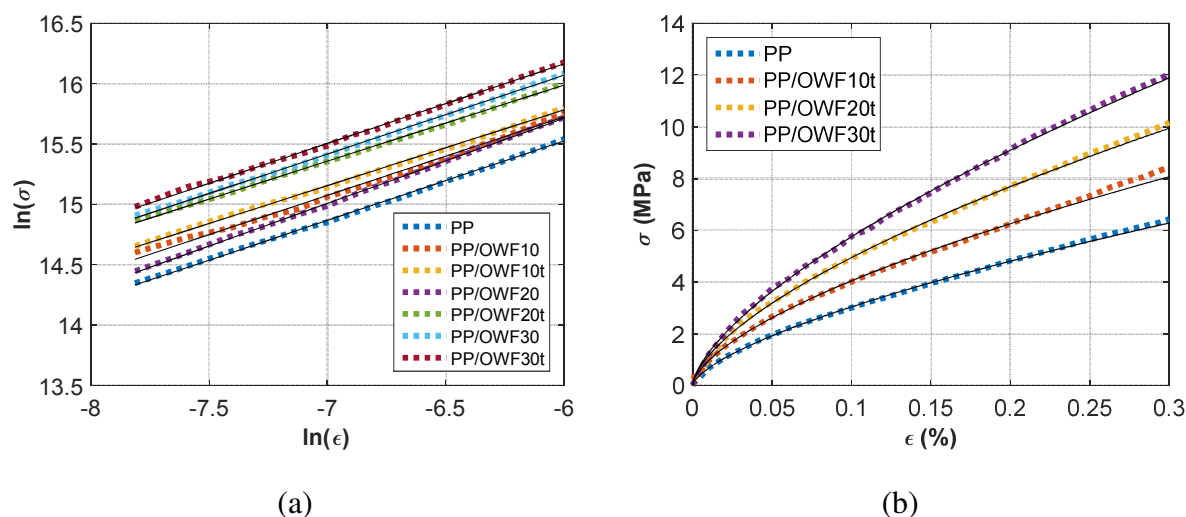 16.5
16
15.5
15
14.5
14
13.5
ln(σ)
-8
-7.5
-7
-6.5
-6
ln(ϵ)
PP
PP/OWF10
PP/OWF10t
PP/OWF20
PP/OWF20t
PP/OWF30
PP/OWF30t
(a)
14
12
10
8
6
4
2
0
σ (MPa)
0
0.05
0.1
0.15
0.2
0.25
0.3
ϵ (%)
PP
PP/OWF10t
PP/OWF20t
PP/OWF30t
(b)